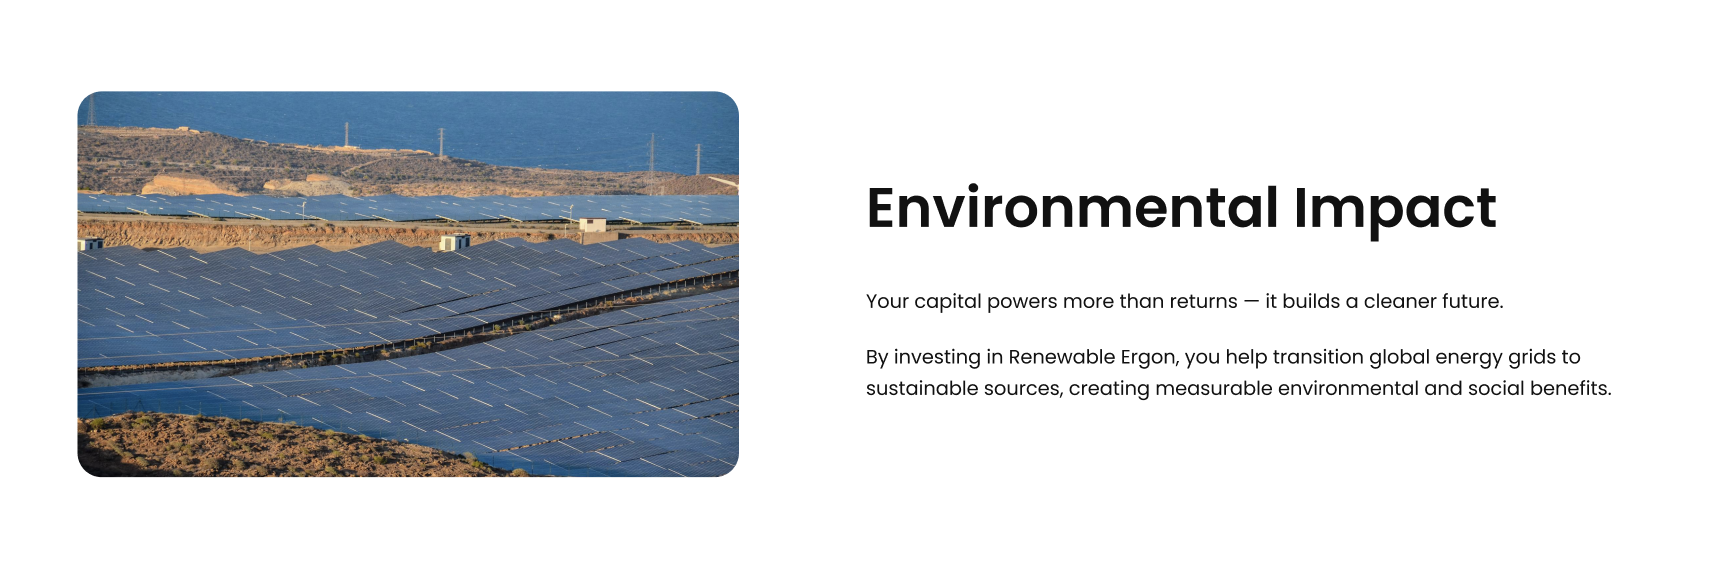 Environmental Impact
Your capital powers more than returns — it builds a cleaner future.
By investing in Renewable Ergon, you help transition global energy grids to
sustainable sources, creating measurable environmental and social benefits.